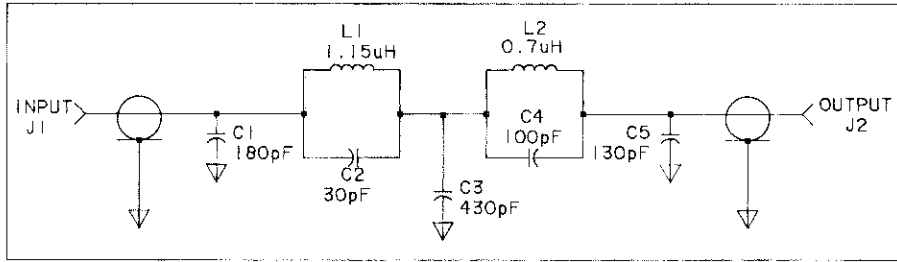 L1
1.15uH
L2
0.7uH
INPUT
J1
C1
180pF
C2
30pF
C3
430pF
C4
100pF
C5
130pF
OUTPUT
J2